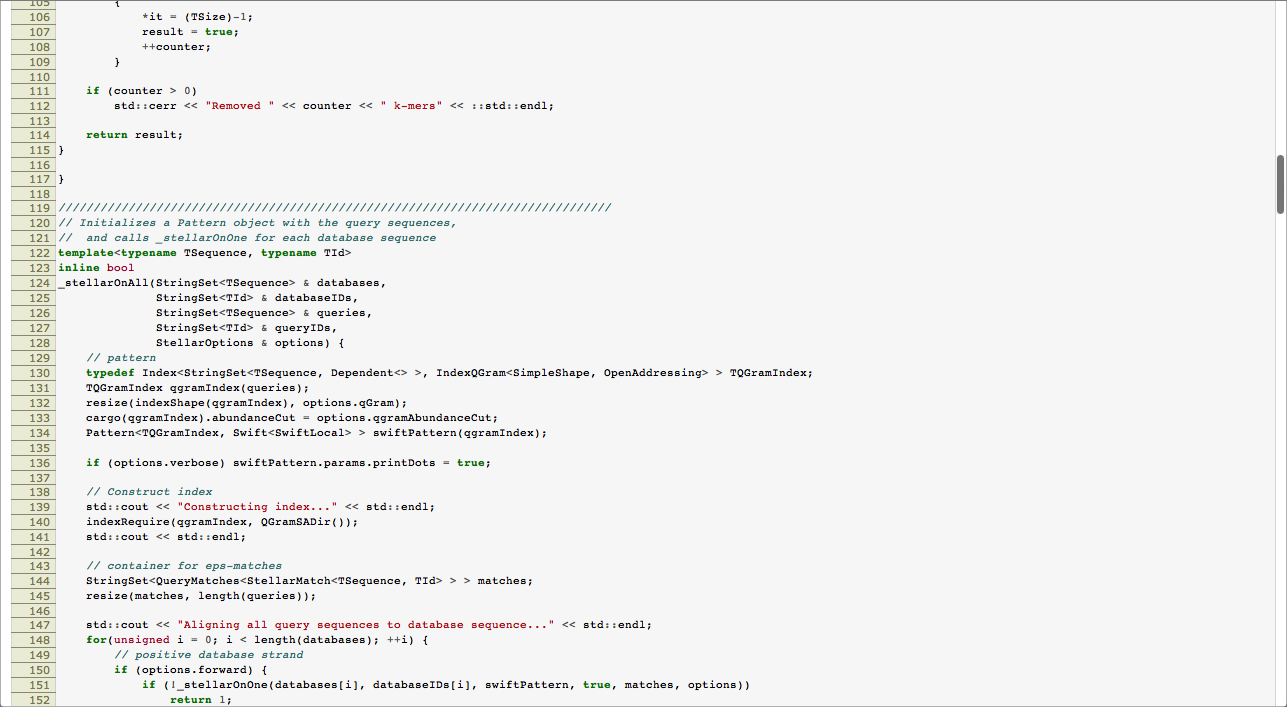 105         {
106             *it = (TSize)-1;
107             result = true;
108             ++counter;
109         }
110
111     if (counter > 0)
112         std::cerr << "Removed " << counter << " k-mers" << ::std::endl;
113
114     return result;
115 }
116
117 }
118
119 ///////////////////////////////////////////////////////////////////////////////
120 // Initializes a Pattern object with the query sequences,
121 //  and calls _stellarOnOne for each database sequence
122 template<typename TSequence, typename TId>
123 inline bool
124 _stellarOnAll(StringSet<TSequence> & databases,
125               StringSet<TId> & databaseIDs,
126               StringSet<TSequence> & queries,
127               StringSet<TId> & queryIDs,
128               StellarOptions & options) {
129     // pattern
130     typedef Index<StringSet<TSequence, Dependent<> >, IndexQGram<SimpleShape, OpenAddressing> > TQGramIndex;
131     TQGramIndex qgramIndex(queries);
132     resize(indexShape(qgramIndex), options.qGram);
133     cargo(qgramIndex).abundanceCut = options.qgramAbundanceCut;
134     Pattern<TQGramIndex, Swift<SwiftLocal> > swiftPattern(qgramIndex);
135
136     if (options.verbose) swiftPattern.params.printDots = true;
137
138     // Construct index
139     std::cout << "Constructing index..." << std::endl;
140     indexRequire(qgramIndex, QGramSADir());
141     std::cout << std::endl;
142
143     // container for eps-matches
144     StringSet<QueryMatches<StellarMatch<TSequence, TId> > > matches;
145     resize(matches, length(queries));
146
147     std::cout << "Aligning all query sequences to database sequence..." << std::endl;
148     for(unsigned i = 0; i < length(databases); ++i) {
149         // positive database strand
150         if (options.forward) {
151             if (!_stellarOnOne(databases[i], databaseIDs[i], swiftPattern, true, matches, options))
152                 return 1;